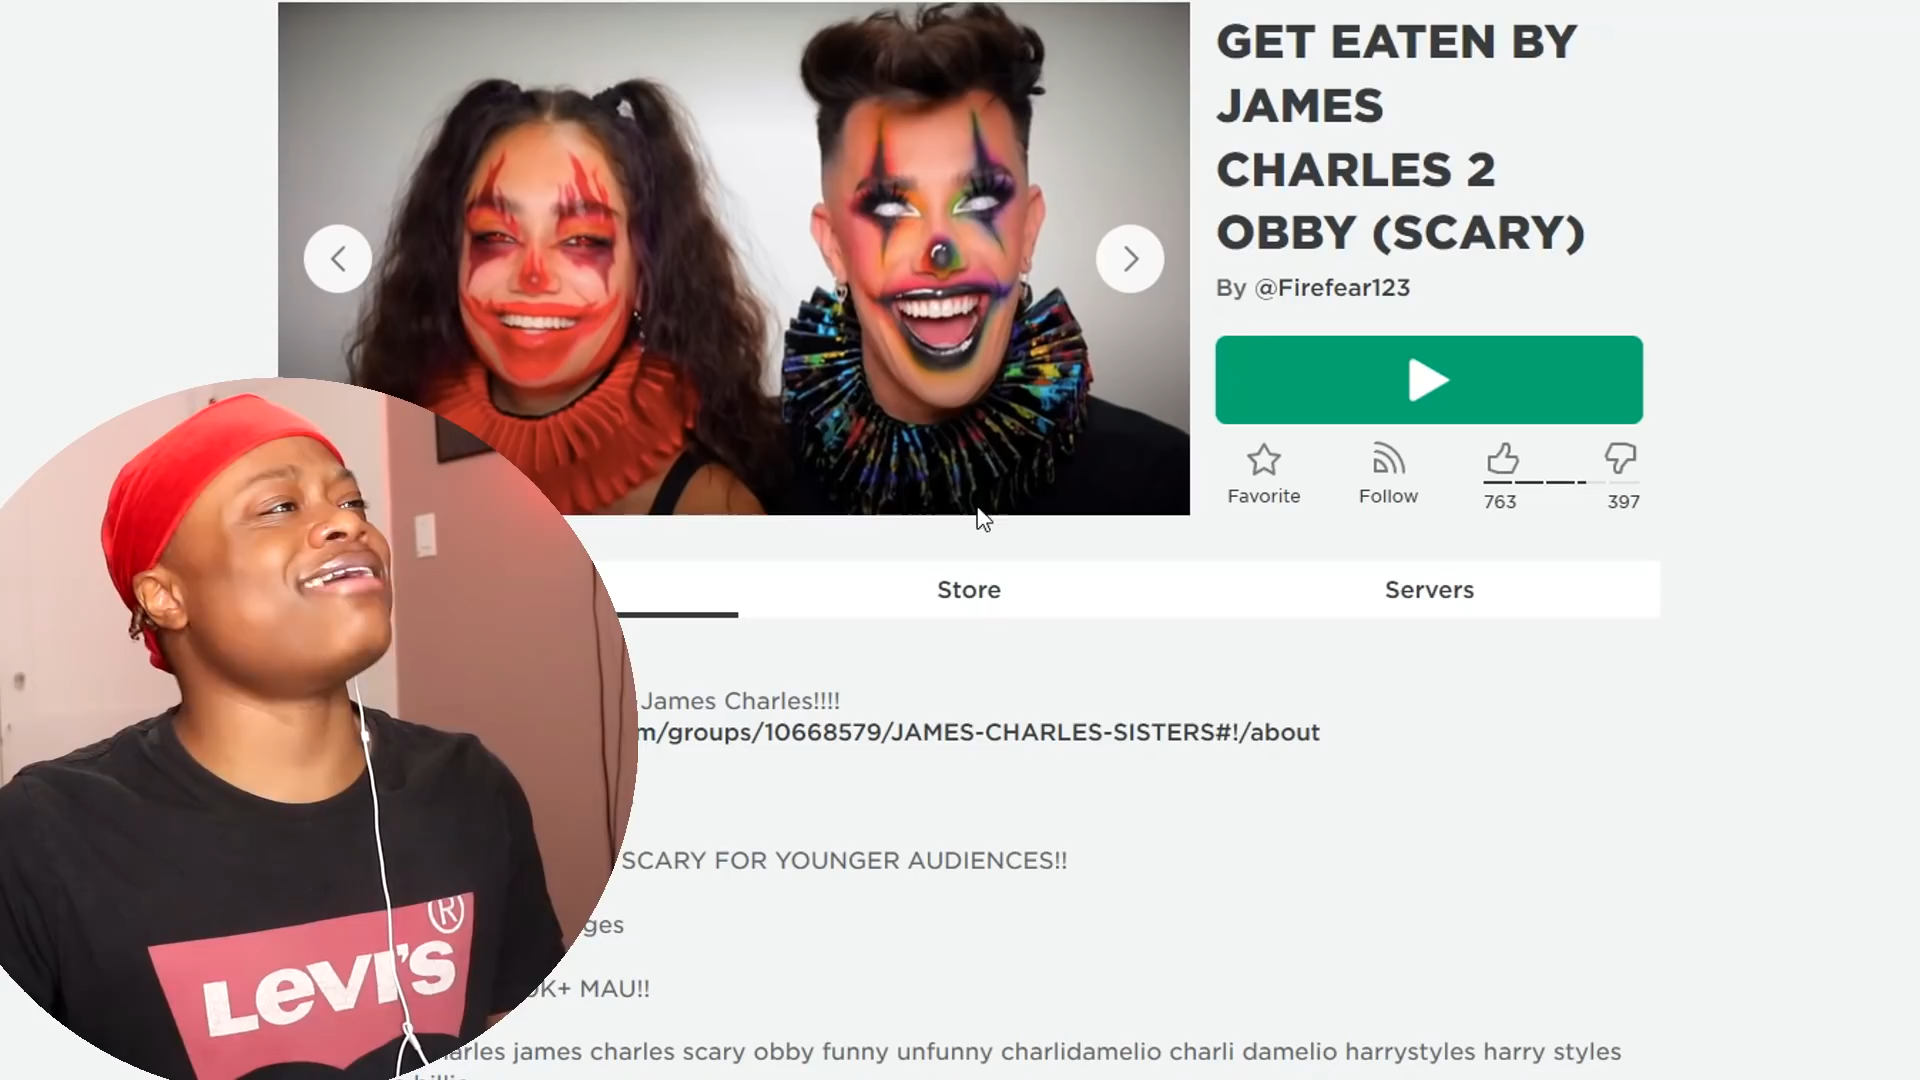 GET EATEN BY
JAMES
CHARLES 2
OBBY (SCARY)
By @Firefear123
Favorite
Follow
763
397
Store
Servers
James Charles!!!!
m/groups/10668579/JAMES-CHARLES-SISTERS#!/about
SCARY FOR YOUNGER AUDIENCES!!
ges
K+ MAU!!
arles james charles scary obby funny unfunny charlidamelio charli damelio harrystyles harry styles
LEVI'S
®